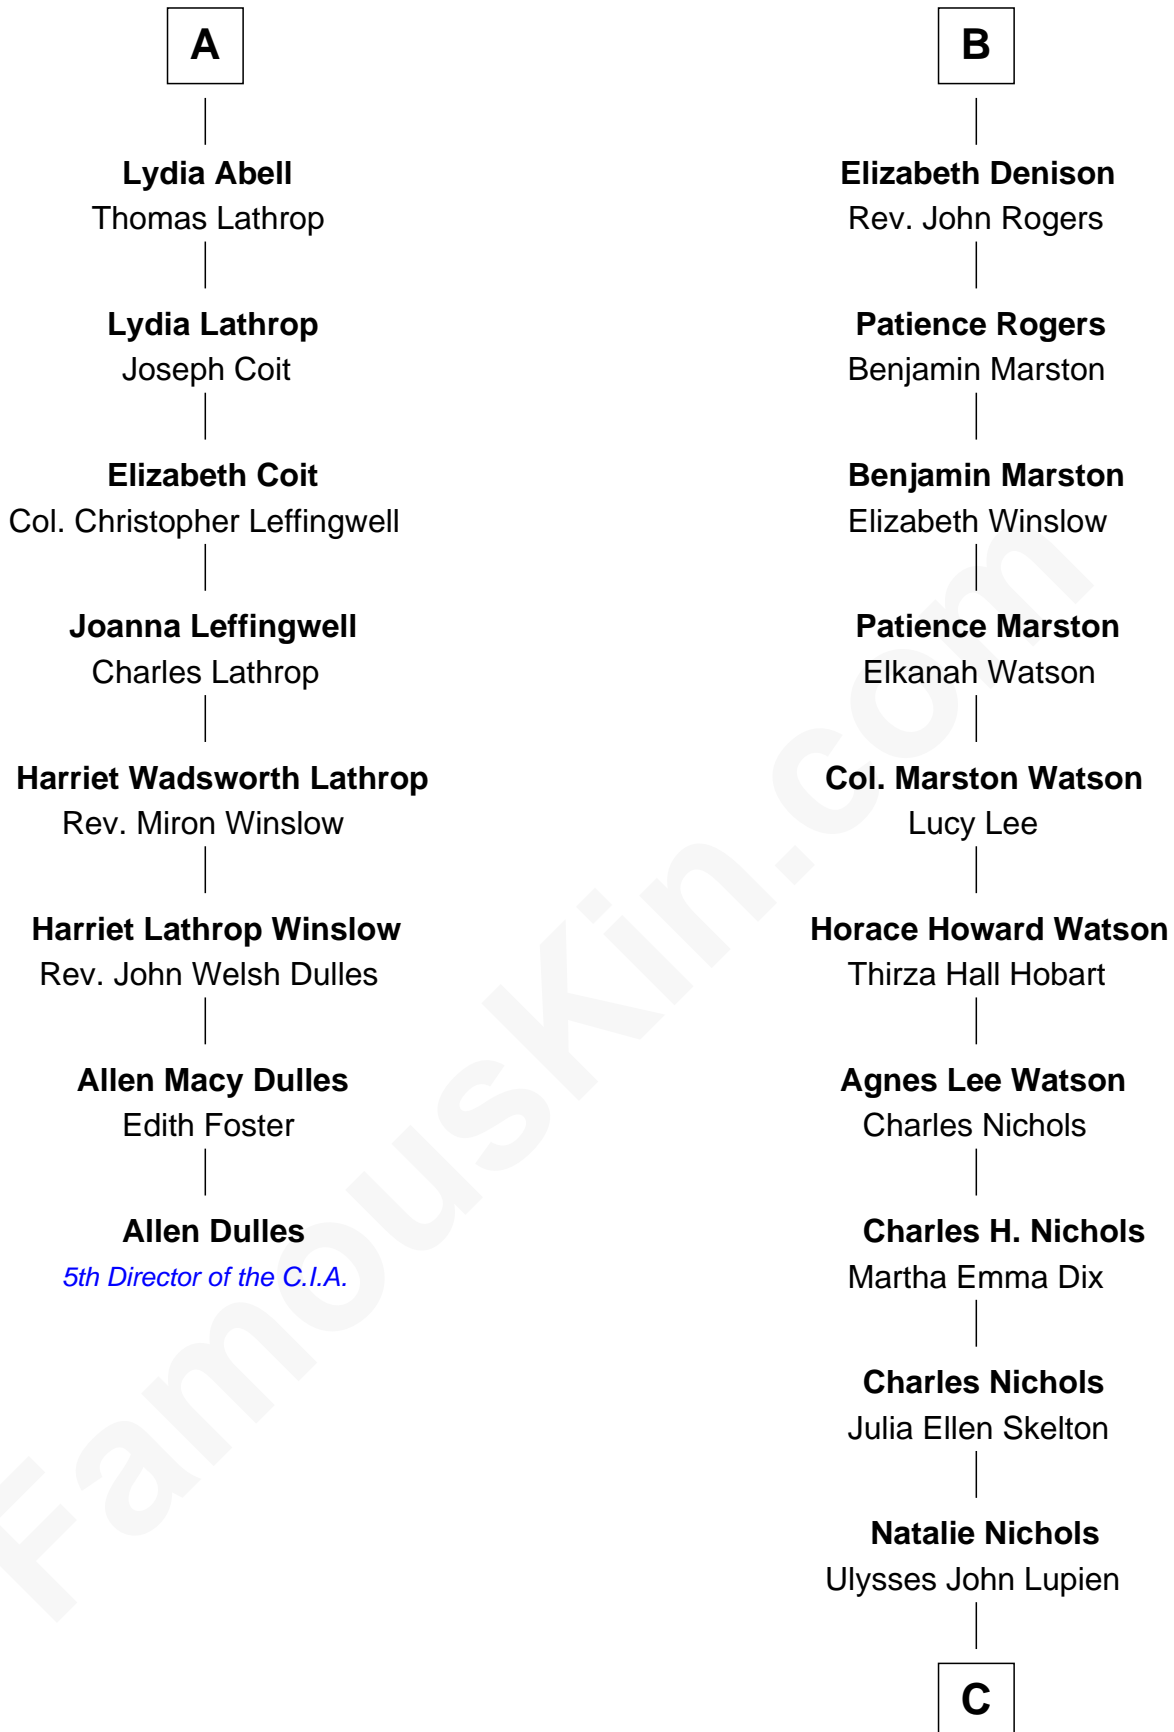 A
Lydia Abell
Thomas Lathrop
Lydia Lathrop
Joseph Coit
Elizabeth Coit
Col. Christopher Leffingwell
Joanna Leffingwell
Charles Lathrop
Harriet Wadsworth Lathrop
Rev. Miron Winslow
Harriet Lathrop Winslow
Rev. John Welsh Dulles
Allen Macy Dulles
Edith Foster
Allen Dulles
5th Director of the C.I.A.
B
Elizabeth Denison
Rev. John Rogers
Patience Rogers
Benjamin Marston
Benjamin Marston
Elizabeth Winslow
Patience Marston
Elkanah Watson
Col. Marston Watson
Lucy Lee
Horace Howard Watson
Thirza Hall Hobart
Agnes Lee Watson
Charles Nichols
Charles H. Nichols
Martha Emma Dix
Charles Nichols
Julia Ellen Skelton
Natalie Nichols
Ulysses John Lupien
C
FamousKin.com